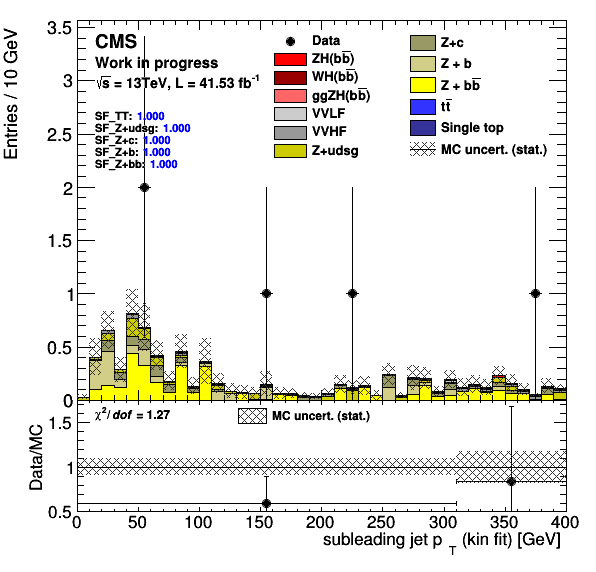 Entries / 10 GeV
3.5
3
2.5
2
1.5
1
0.5
0
CMS
Work in progress
√s = 13TeV, L = 41.53 fb⁻¹
SF_TT: 1.000
SF_Z+udsg: 1.000
SF_Z+c: 1.000
SF_Z+b: 1.000
SF_Z+bb: 1.000
Data
ZH(bb̅)
WH(bb̅)
ggZH(bb̅)
VVLF
VVHF
Z+udsg
Z+c
Z + b
Z + bb̅
tt̅
Single top
MC uncert. (stat.)
χ²/ dof = 1.27
MC uncert. (stat.)
Data/MC
1.5
1
0.5
0 50 100 150 200 250 300 350 400
subleading jet p_T (kin fit) [GeV]